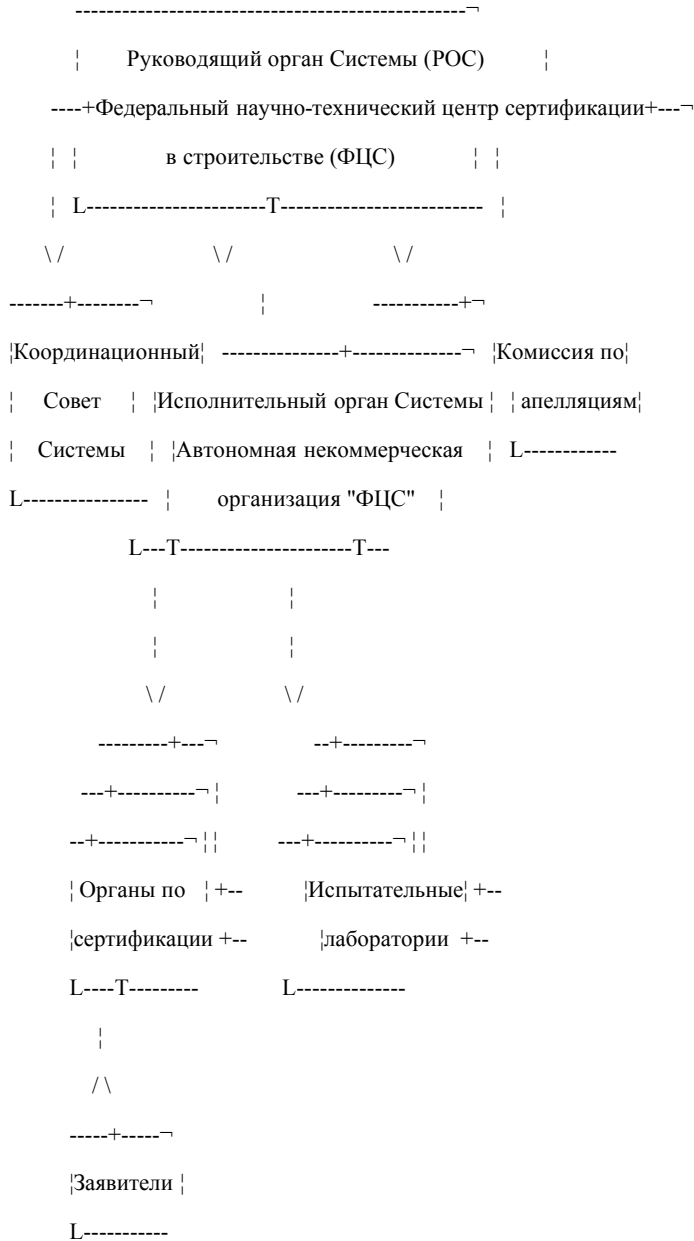 ------------------------------------------------¬
¦ Руководящий орган Системы (РОС) ¦
----+Федеральный научно-технический центр сертификации+---¬
¦ ¦ в строительстве (ФЦС) ¦ ¦
¦ L-----------------------T-------------------------- ¦
\ / \ / \ /
-------+--------¬ ¦ -----------+¬
¦Координационный¦ ---------------+--------------¬ ¦Комиссия по¦
¦ Совет ¦ ¦Исполнительный орган Системы ¦ ¦ апелляциям¦
¦ Системы ¦ ¦Автономная некоммерческая ¦ L------------
L---------------- ¦ организация "ФЦС" ¦
L---T----------------------T---
¦ ¦
¦ ¦
\ / \ /
---------+---¬ --+---------¬
---+----------¬ ¦ ---+---------¬ ¦
--+-----------¬ ¦¦ ---+----------¬ ¦¦
¦ Органы по ¦ +-- ¦Испытательные¦ +--
¦сертификации +-- ¦лаборатории +--
L----T--------- L--------------
¦
/ \
-----+-----¬
¦Заявители ¦
L-----------